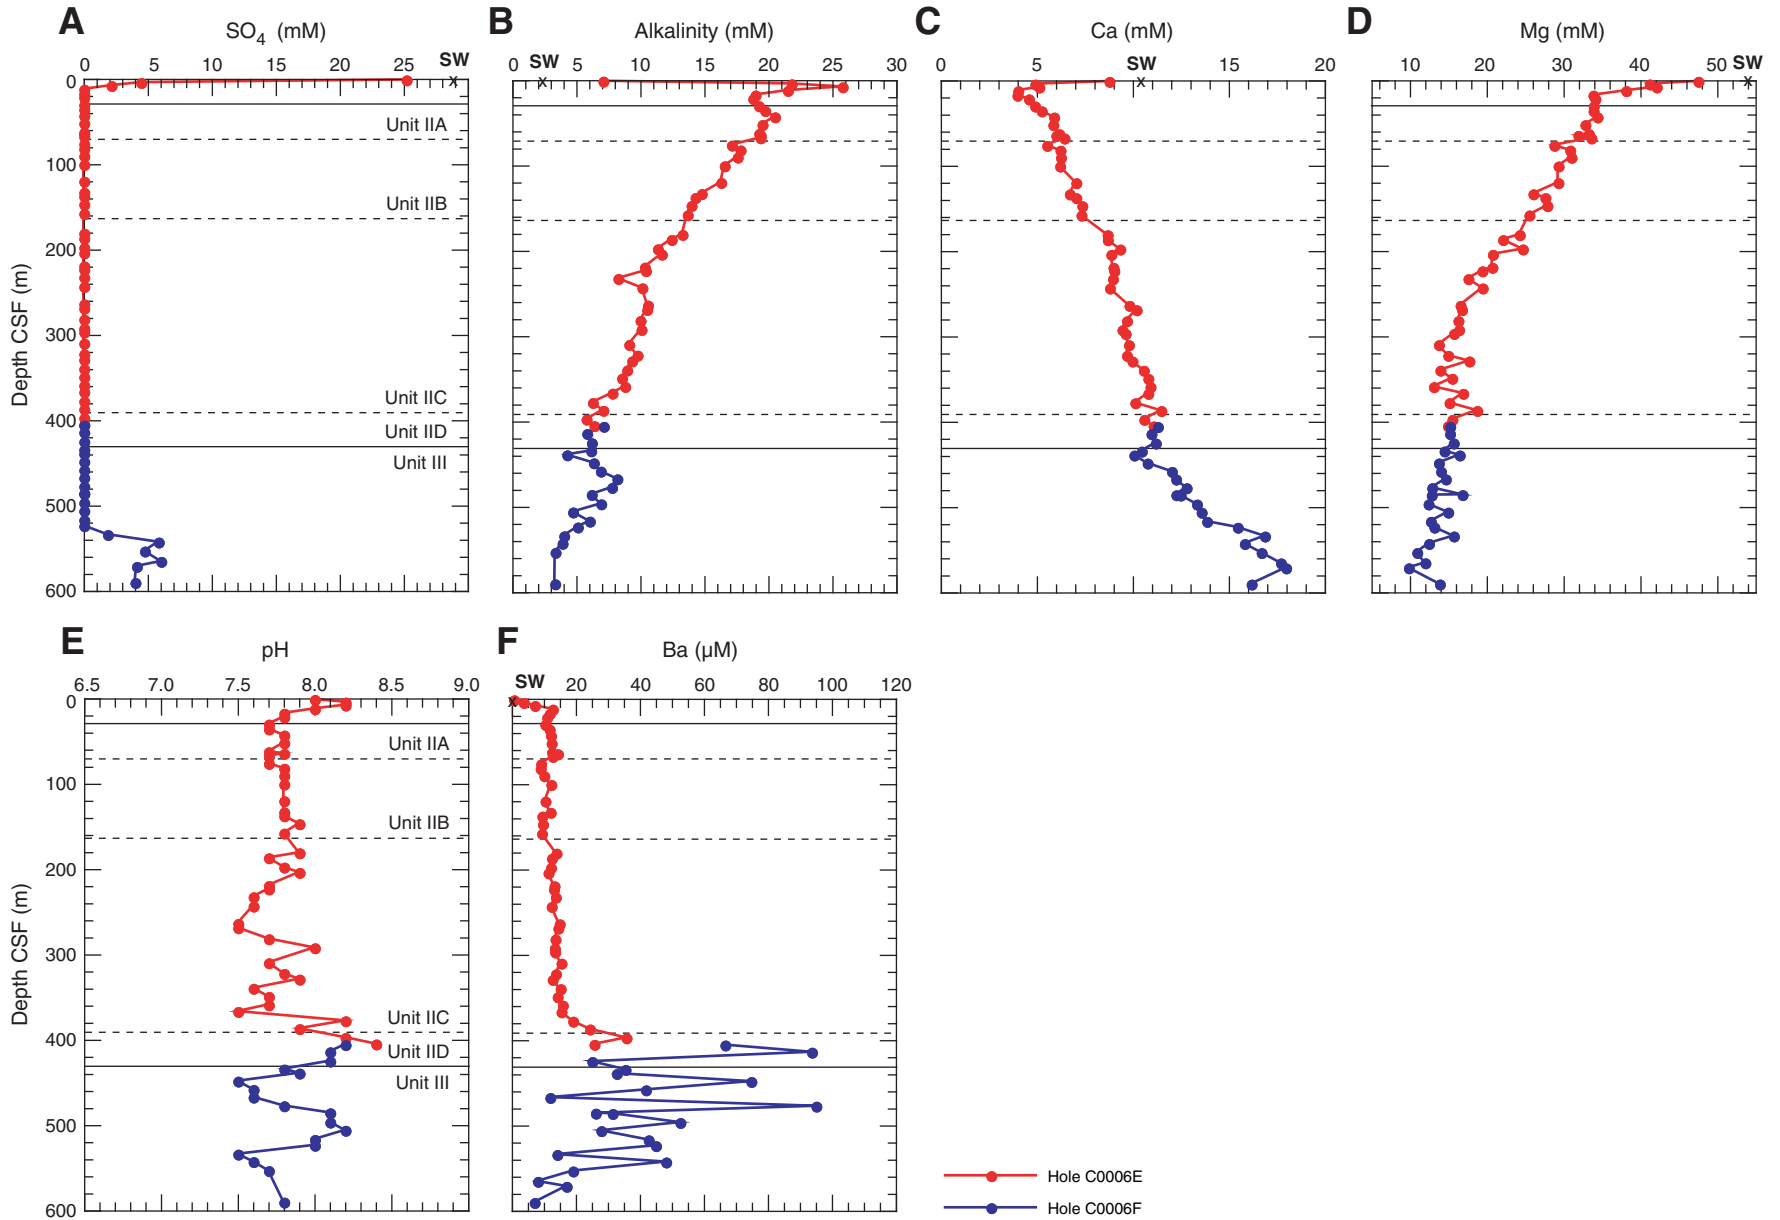 A SO4 (mM)
B Alkalinity (mM)
C Ca (mM)
D Mg (mM)
0 5 10 15 20 25 SW
0 SW 5 10 15 20 25 30
0 5 SW 15 20
10 20 30 40 50 SW
x
x
x
x
Depth CSF (m)
0
100
200
300
400
500
600
Unit IIA
Unit IIB
Unit IIC
Unit IID
Unit III
E pH
F Ba (µM)
6.5 7.0 7.5 8.0 8.5 9.0
SW 20 40 60 80 100 120
x
Depth CSF (m)
0
100
200
300
400
500
600
Unit IIA
Unit IIB
Unit IIC
Unit IID
Unit III
Hole C0006E
Hole C0006F